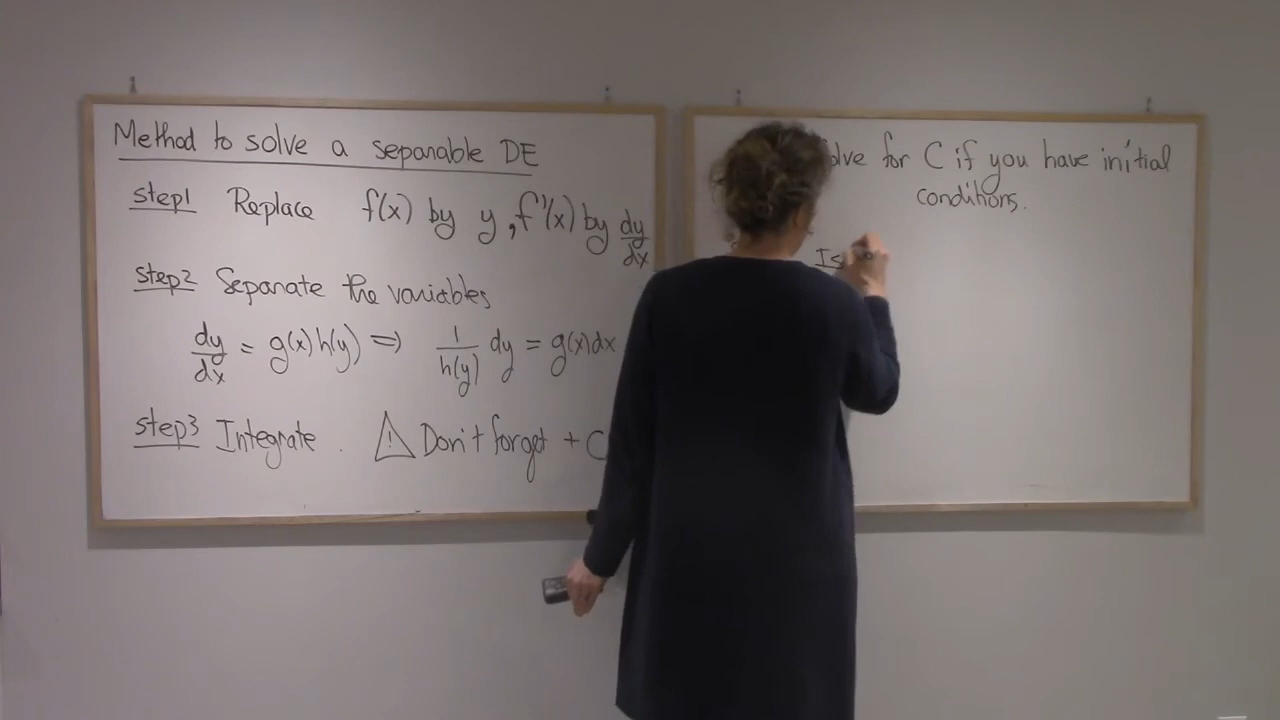 Method to solve a separable DE
step1 Replace f(x) by y, f'(x) by dy/dx
step2 Separate the variables
dy/dx = g(x) h(y) ⟹ 1/h(y) dy = g(x)dx
step3 Integrate. ⚠ Don't forget + C
for C if you have initial
conditions.